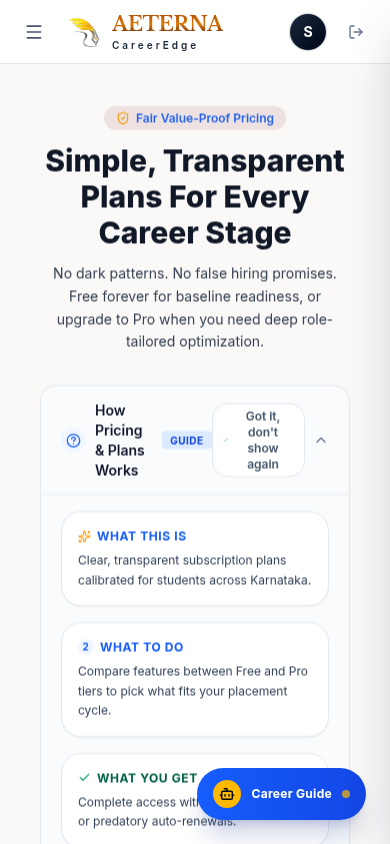 AETERNA
CareerEdge
S
Fair Value-Proof Pricing
Simple, Transparent
Plans For Every
Career Stage
No dark patterns. No false hiring promises.
Free forever for baseline readiness, or
upgrade to Pro when you need deep role-
tailored optimization.
How
Pricing
& Plans
Works
GUIDE
Got it,
don't
show
again
WHAT THIS IS
Clear, transparent subscription plans
calibrated for students across Karnataka.
2 WHAT TO DO
Compare features between Free and Pro
tiers to pick what fits your placement
cycle.
WHAT YOU GET
Complete access
or predatory auto-renewals.
Career Guide